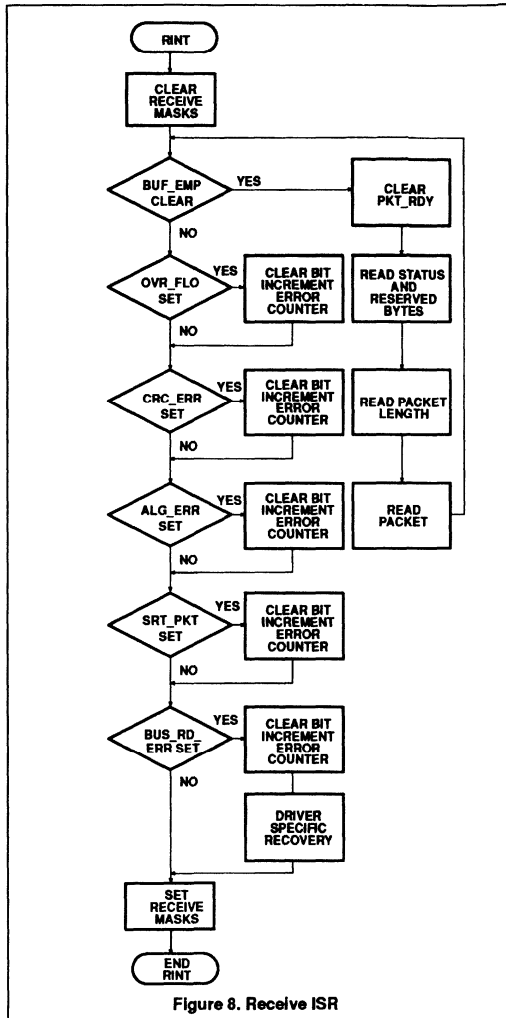 RINT
CLEAR
RECEIVE
MASKS
BUF_EMP
CLEAR
YES
NO
CLEAR
PKT_RDY
OVR_FLO
SET
YES
NO
CLEAR BIT
INCREMENT
ERROR
COUNTER
READ STATUS
AND
RESERVED
BYTES
CRC_ERR
SET
YES
NO
CLEAR BIT
INCREMENT
ERROR
COUNTER
READ PACKET
LENGTH
ALG_ERR
SET
YES
NO
CLEAR BIT
INCREMENT
ERROR
COUNTER
READ
PACKET
SRT_PKT
SET
YES
NO
CLEAR BIT
INCREMENT
ERROR
COUNTER
BUS_RD_
ERR SET
YES
NO
CLEAR BIT
INCREMENT
ERROR
COUNTER
DRIVER
SPECIFIC
RECOVERY
SET
RECEIVE
MASKS
END
RINT
Figure 8. Receive ISR